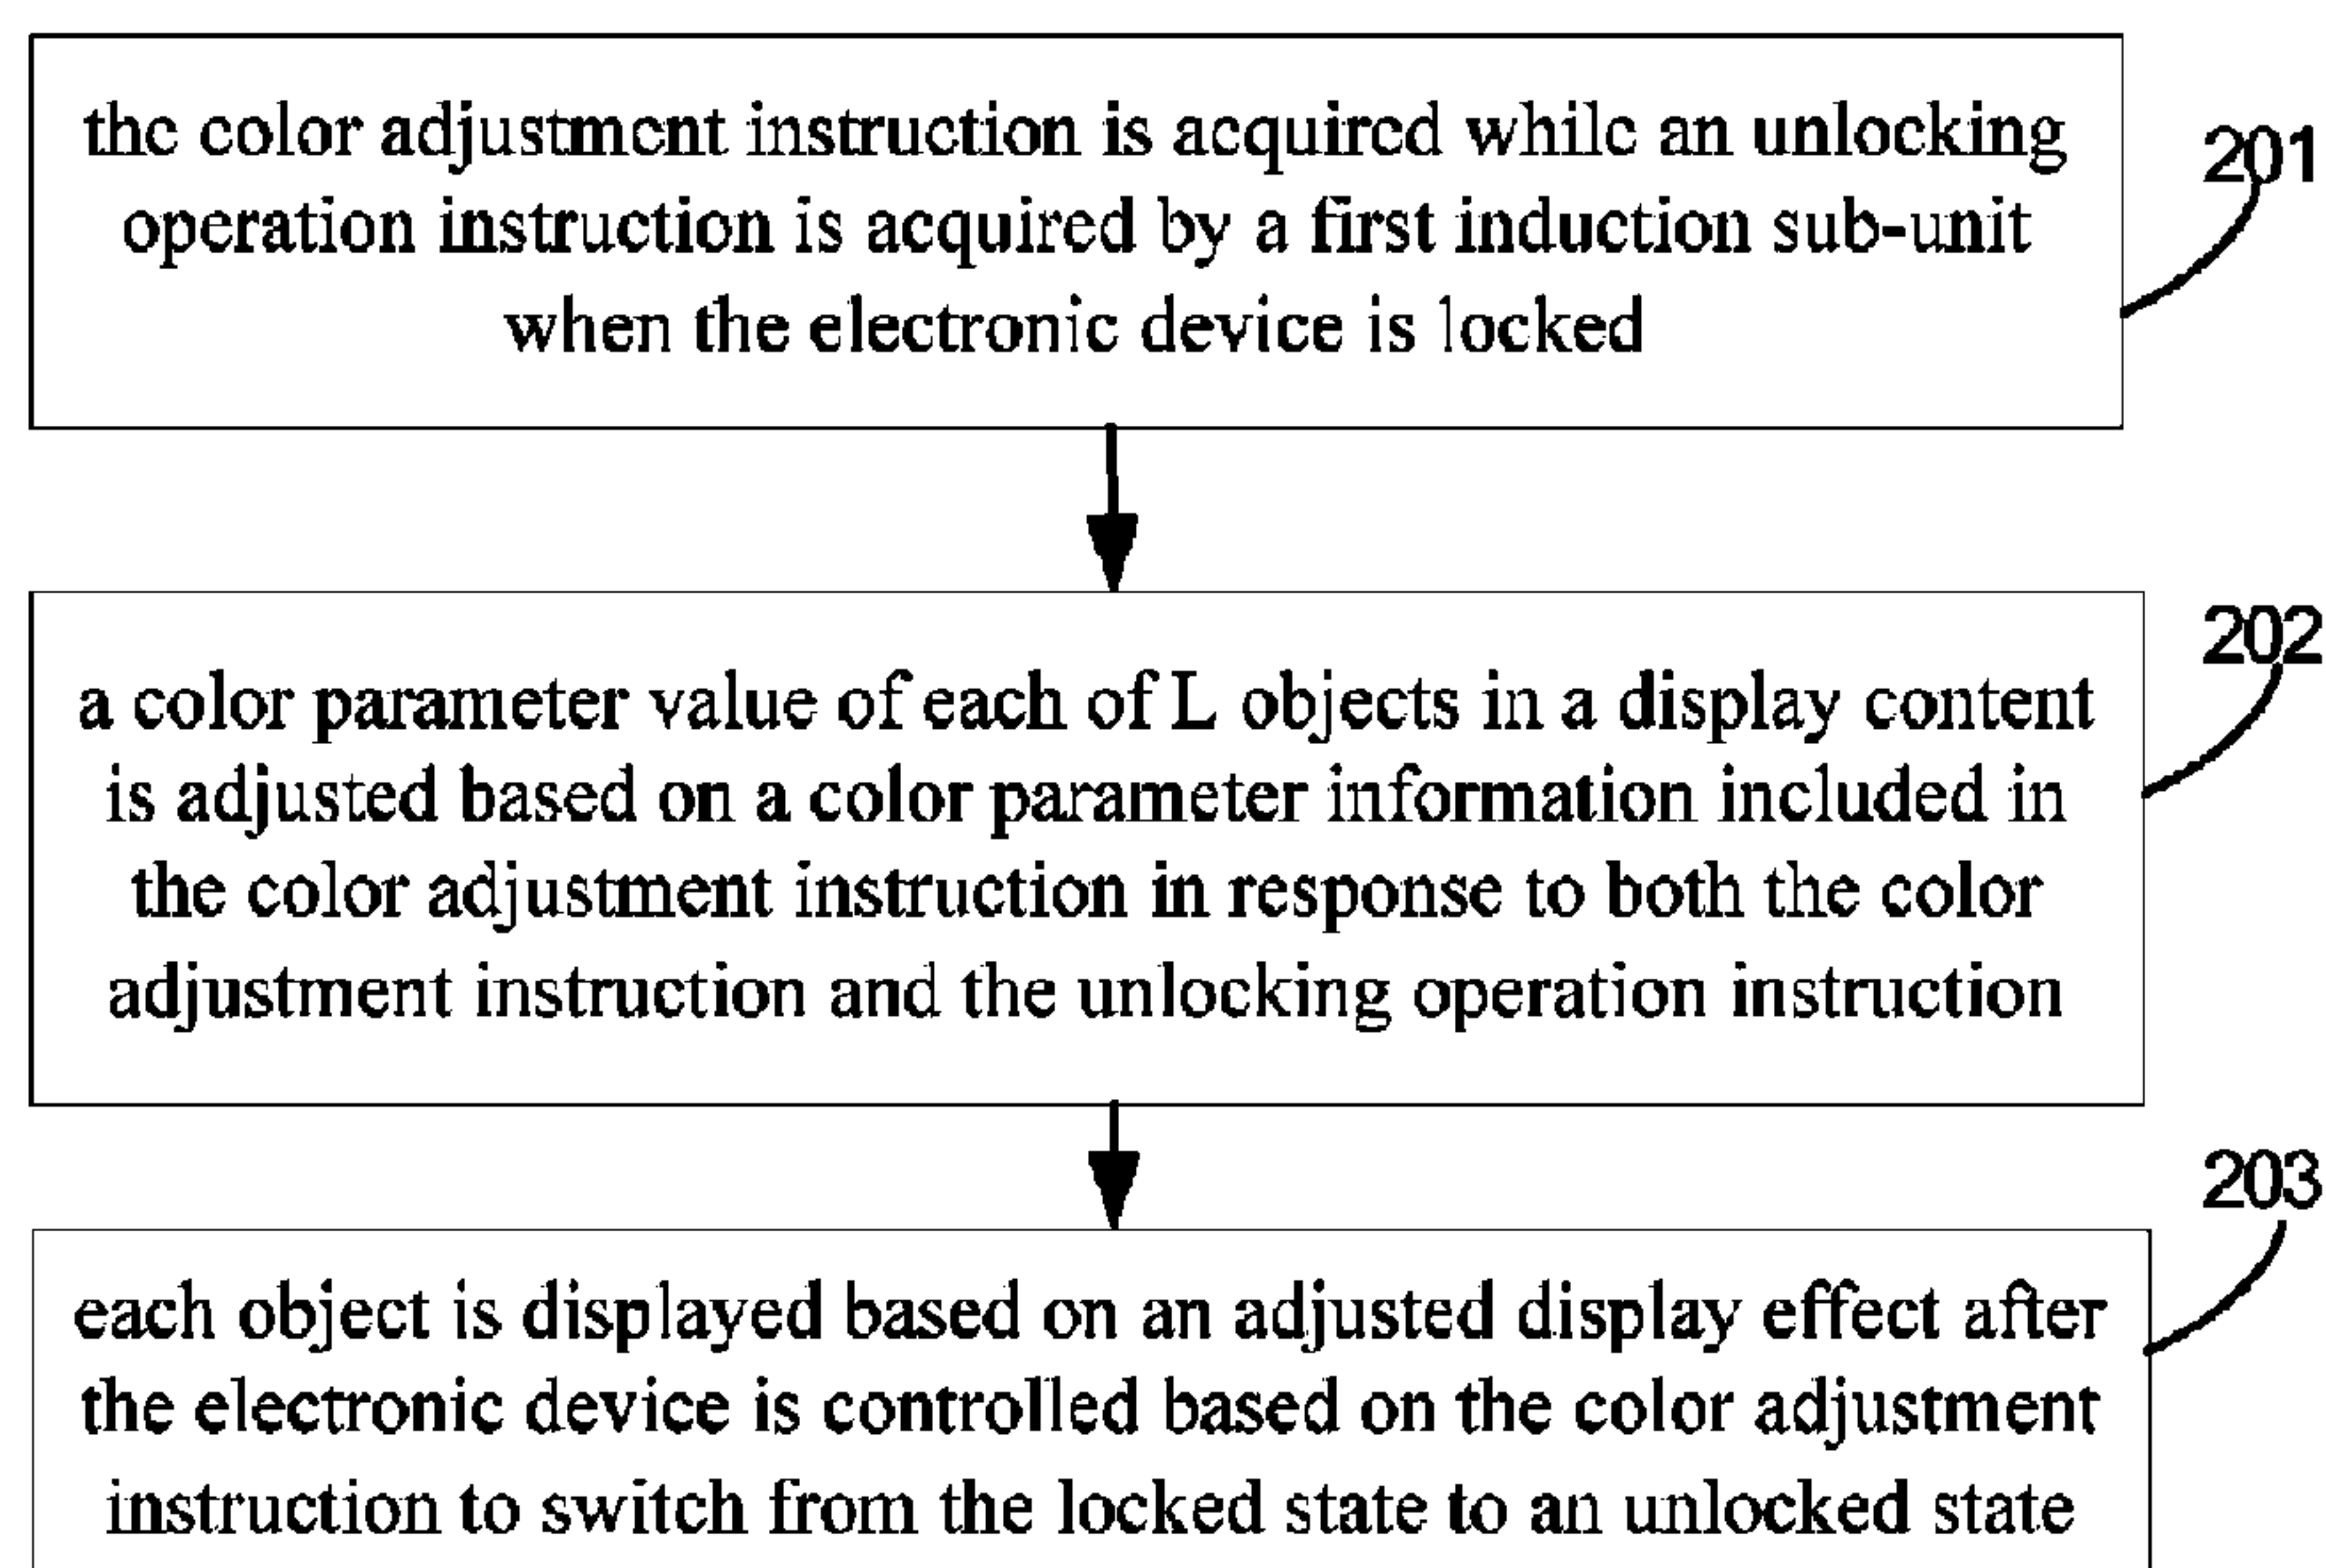 the color adjustment instruction is acquired while an unlocking
operation instruction is acquired by a first induction sub-unit
when the electronic device is locked
201
a color parameter value of each of L objects in a display content
is adjusted based on a color parameter information included in
the color adjustment instruction in response to both the color
adjustment instruction and the unlocking operation instruction
202
each object is displayed based on an adjusted display effect after
the electronic device is controlled based on the color adjustment
instruction to switch from the locked state to an unlocked state
203